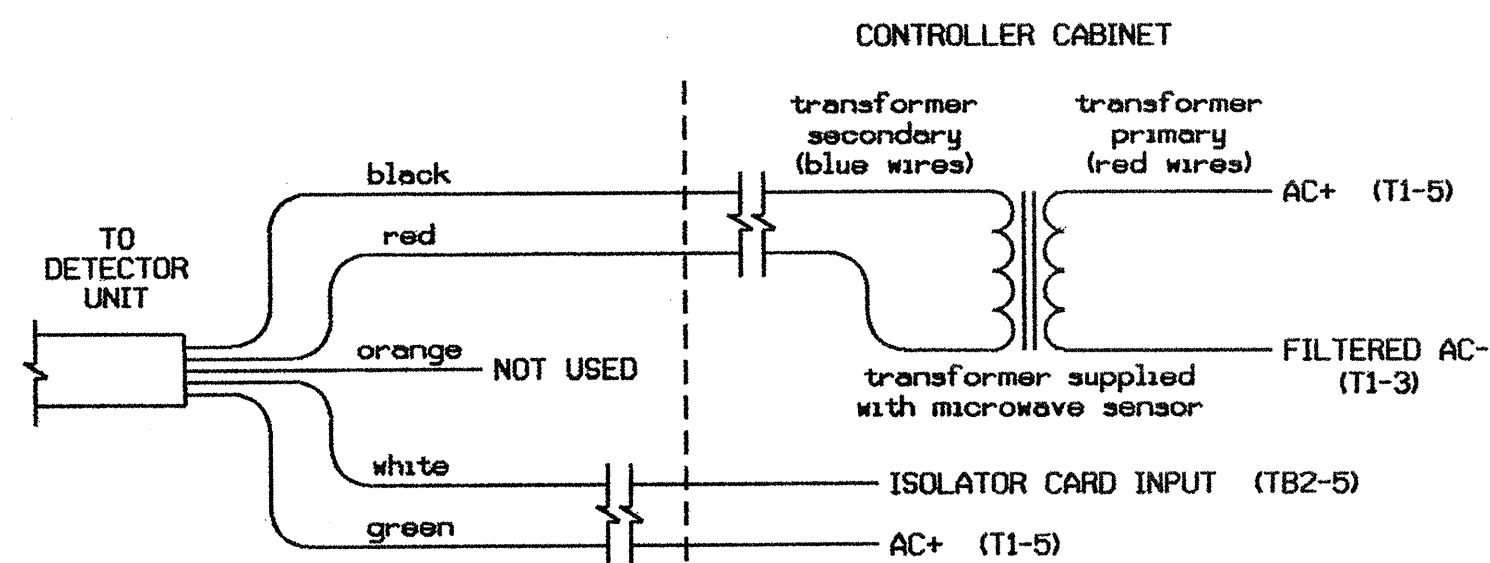 CONTROLLER CABINET
transformer
secondary
(blue wires)
transformer
primary
(red wires)
black
AC+ (T1-5)
red
TO
DETECTOR
UNIT
orange
NOT USED
FILTERED AC-
(T1-3)
transformer supplied
with microwave sensor
white
ISOLATOR CARD INPUT (TB2-5)
green
AC+ (T1-5)